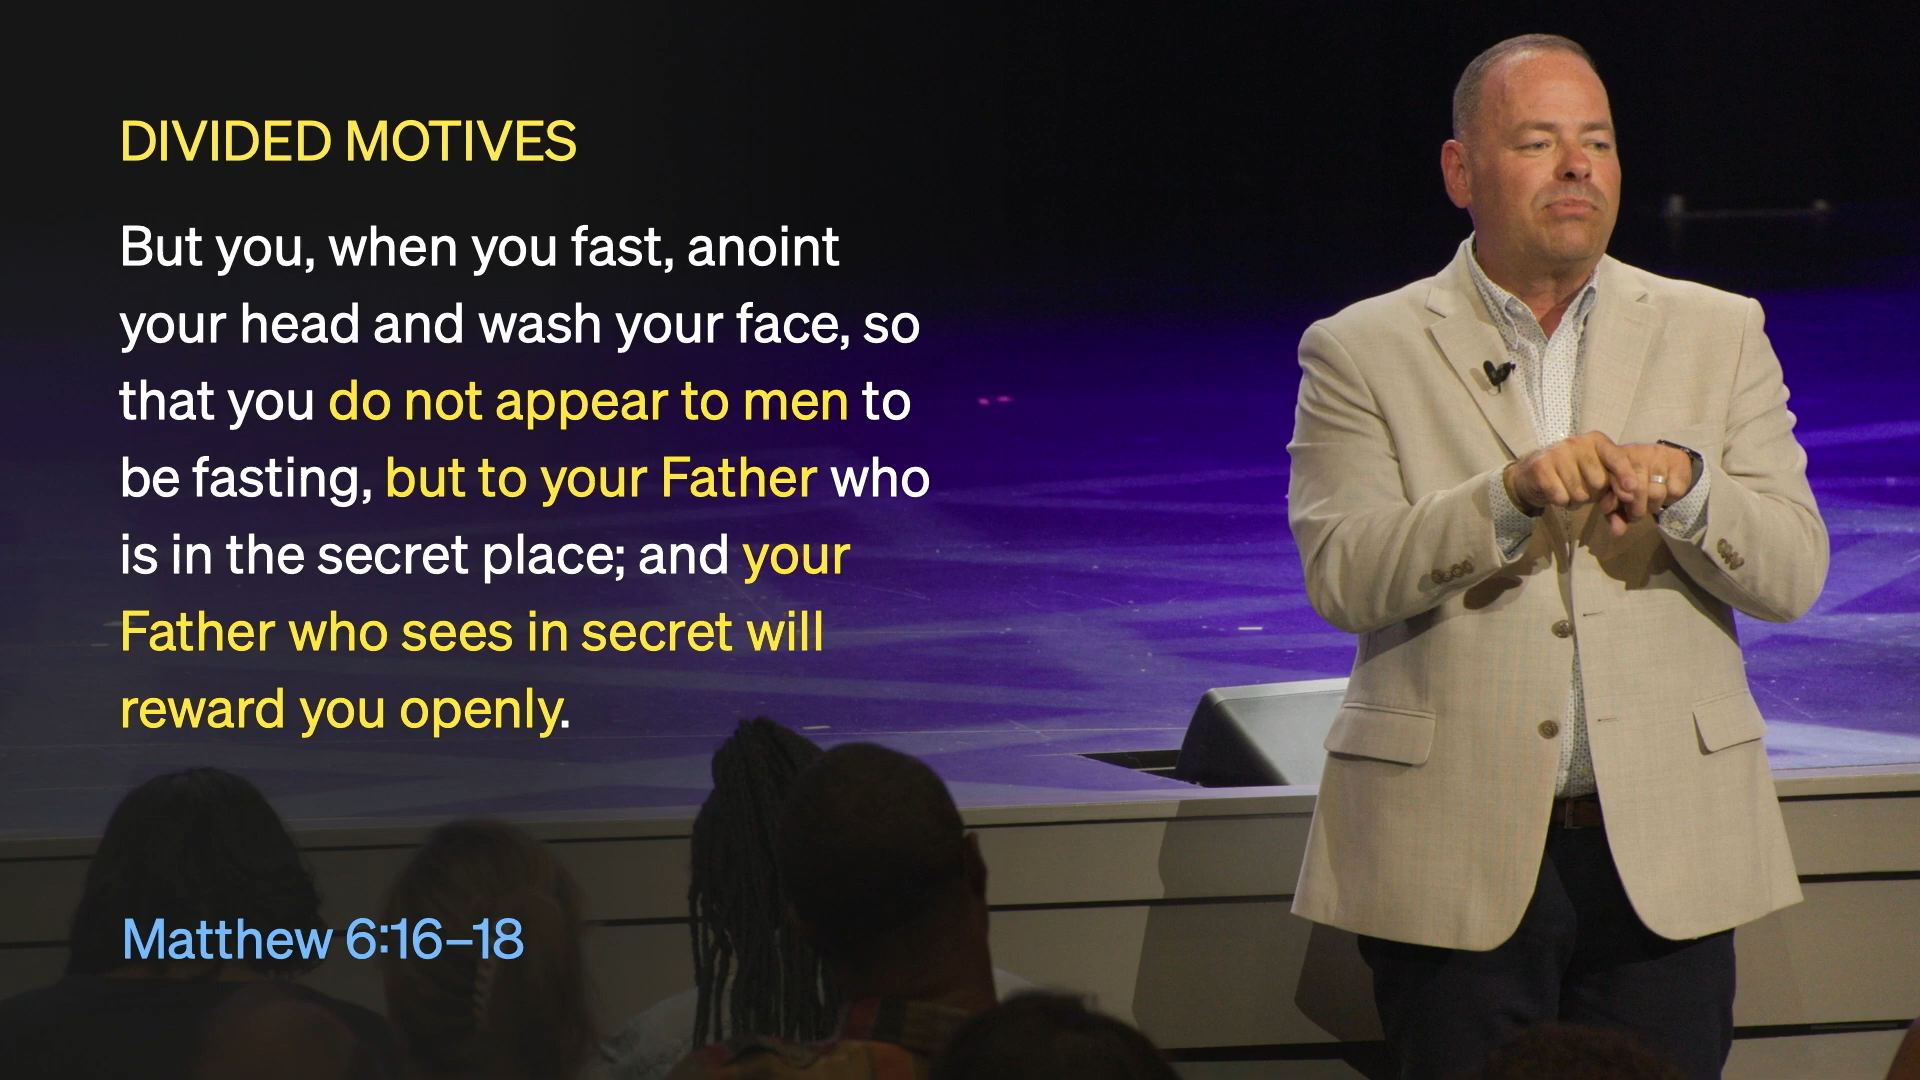 DIVIDED MOTIVES
But you, when you fast, anoint
your head and wash your face, so
that you do not appear to men to
be fasting, but to your Father who
is in the secret place; and your
Father who sees in secret will
reward you openly.
Matthew 6:16–18